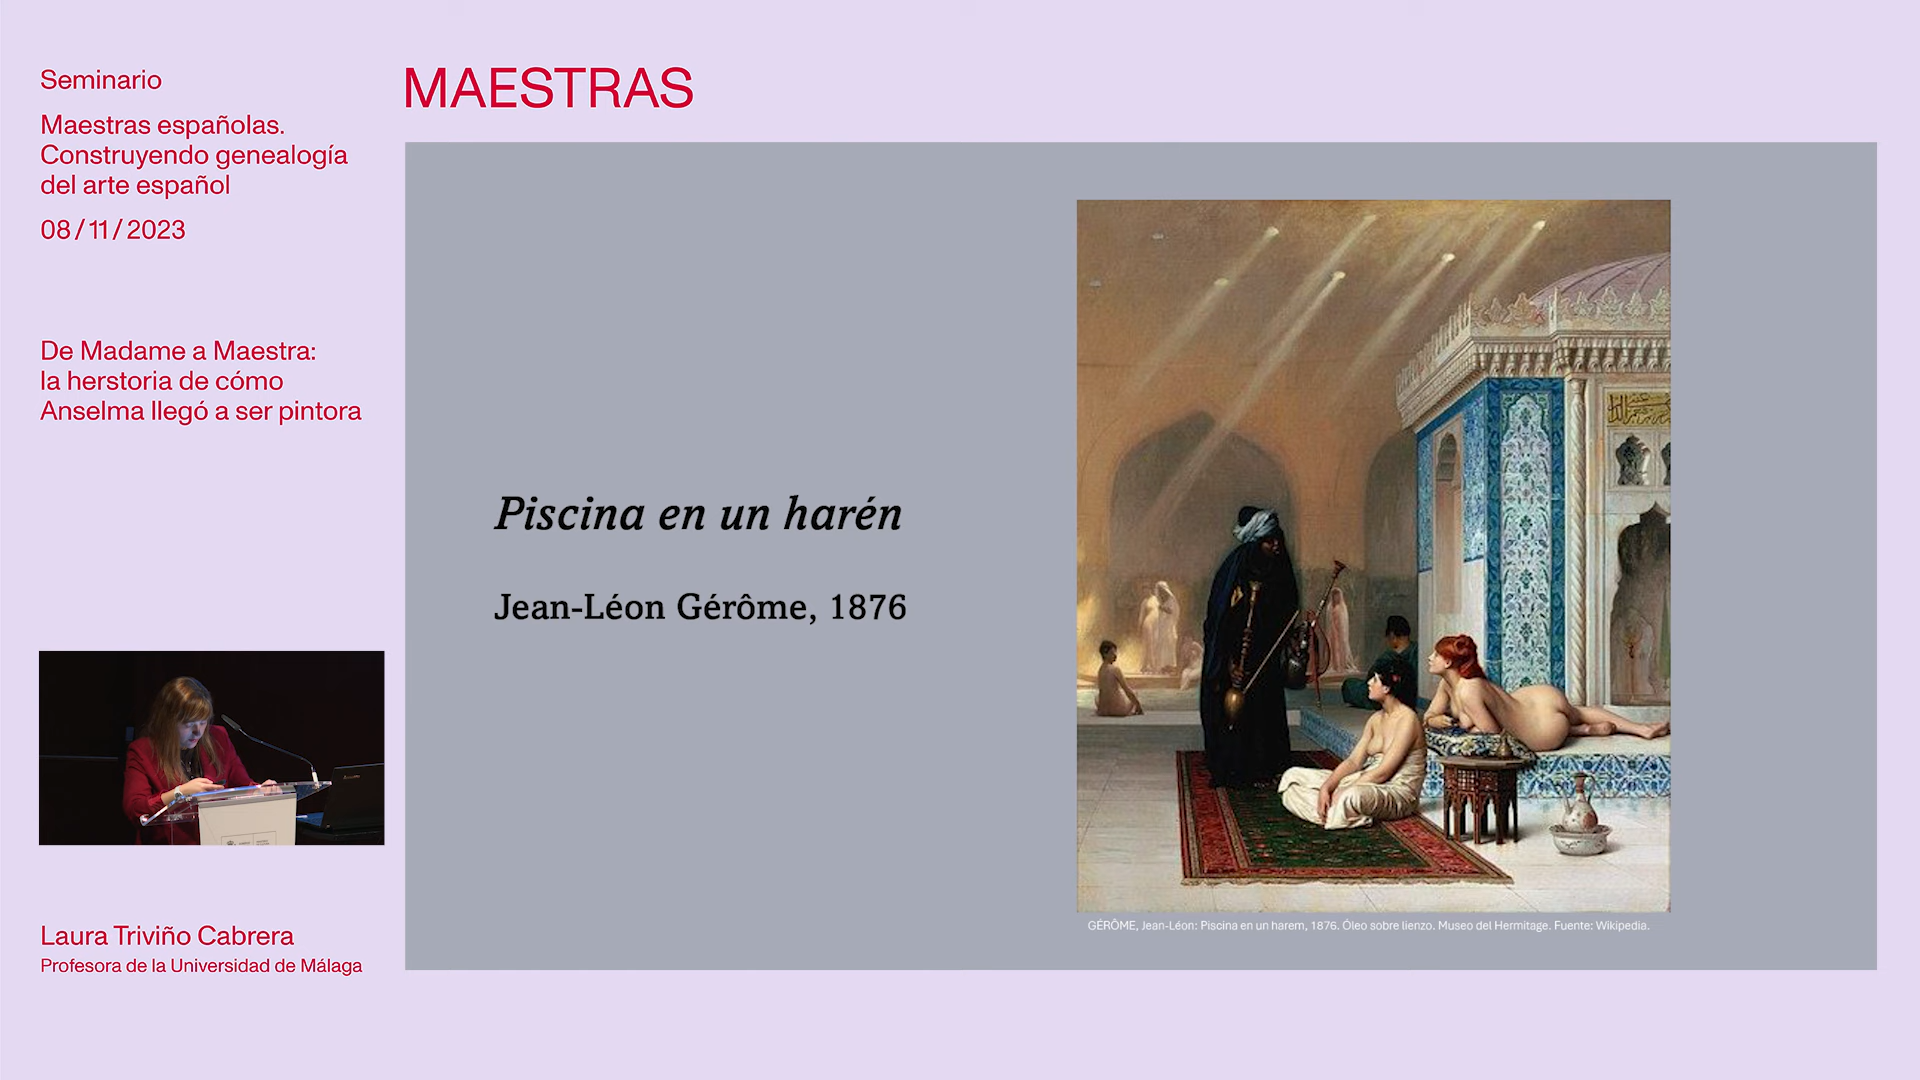 Seminario
Maestras españolas.
Construyendo genealogía
del arte español
08/11/2023
De Madame a Maestra:
la herstoria de cómo
Anselma llegó a ser pintora
Laura Triviño Cabrera
Profesora de la Universidad de Málaga
MAESTRAS
Piscina en un harén
Jean-Léon Gérôme, 1876
GÉRÔME, Jean-Léon: Piscina en un harem, 1876. Óleo sobre lienzo. Museo del Hermitage. Fuente: Wikipedia.